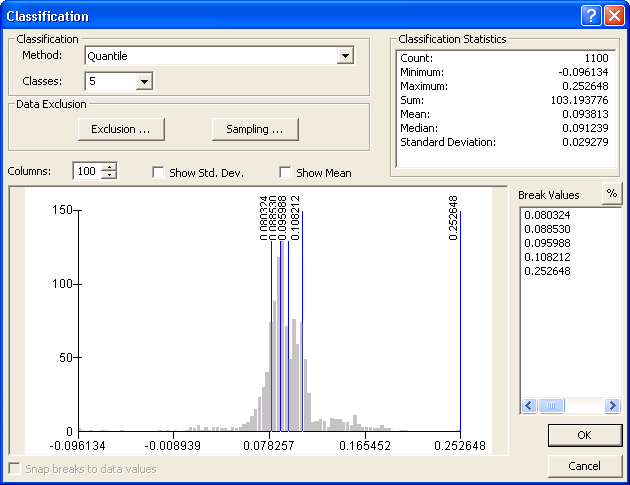 Classification
Classification
Method: Quantile
Classes: 5
Data Exclusion
Exclusion ...
Sampling ...
Classification Statistics
Count: 1100
Minimum: -0.096134
Maximum: 0.252648
Sum: 103.193776
Mean: 0.093813
Median: 0.091239
Standard Deviation: 0.029279
Columns: 100
Show Std. Dev.
Show Mean
Break Values
%
0.080324
0.088530
0.095988
0.108212
0.252648
0.080324
0.088530
0.095988
0.108212
0.252648
150
100
50
0
-0.096134
-0.008939
0.078257
0.165452
0.252648
Snap breaks to data values
OK
Cancel